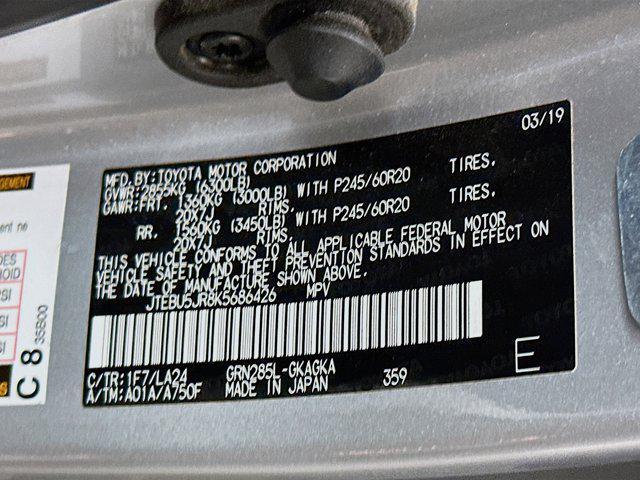 03/19
MFD.BY:TOYOTA MOTOR CORPORATION
GVWR:2855KG (6300LB)
GAWR:FRT. 1360KG (3000LB) WITH P245/60R20 TIRES.
20X7J RIMS.
RR. 1560KG (3450LB) WITH P245/60R20 TIRES.
20X7J RIMS.
THIS VEHICLE CONFORMS TO ALL APPLICABLE FEDERAL MOTOR
VEHICLE SAFETY AND THEFT PREVENTION STANDARDS IN EFFECT ON
THE DATE OF MANUFACTURE SHOWN ABOVE.
JTEBU5JR8K5686426 MPV
C/TR:1F7/LA24 GRN285L-GKAGKA
A/TM:A01A/A750F MADE IN JAPAN 359
E
C 8